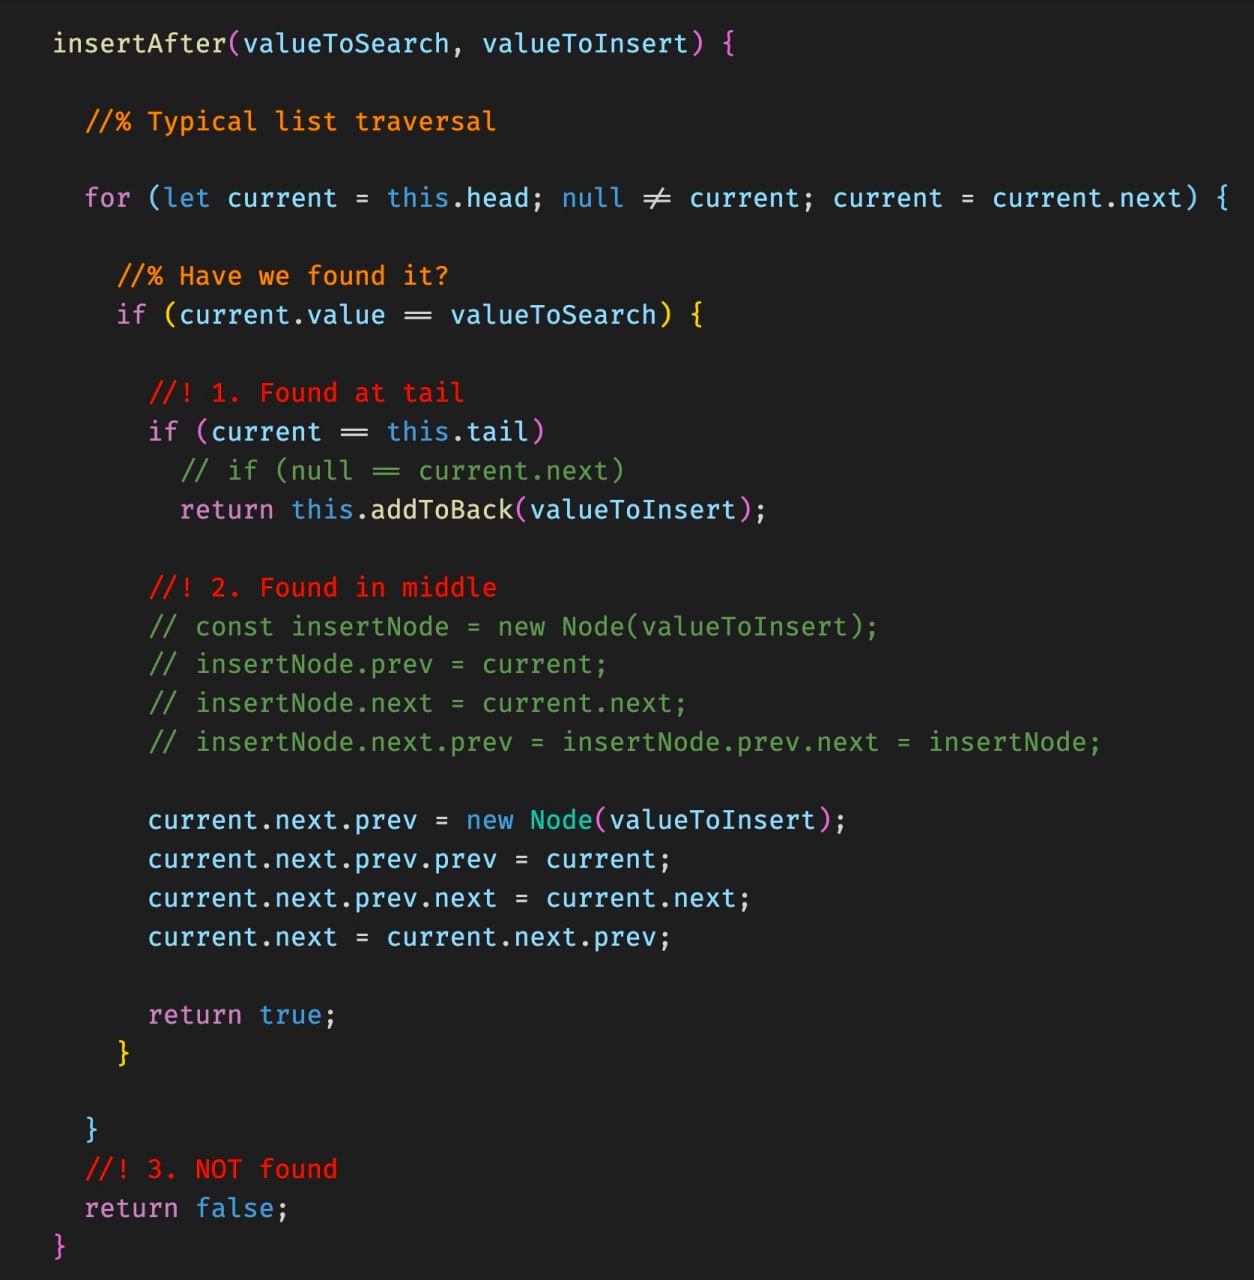 insertAfter(valueToSearch, valueToInsert) {
//% Typical list traversal
for (let current = this.head; null != current; current = current.next) {
//% Have we found it?
if (current.value == valueToSearch) {
//! 1. Found at tail
if (current == this.tail)
// if (null == current.next)
return this.addToBack(valueToInsert);
//! 2. Found in middle
// const insertNode = new Node(valueToInsert);
// insertNode.prev = current;
// insertNode.next = current.next;
// insertNode.next.prev = insertNode.prev.next = insertNode;
current.next.prev = new Node(valueToInsert);
current.next.prev.prev = current;
current.next.prev.next = current.next;
current.next = current.next.prev;
return true;
}
}
//! 3. NOT found
return false;
}